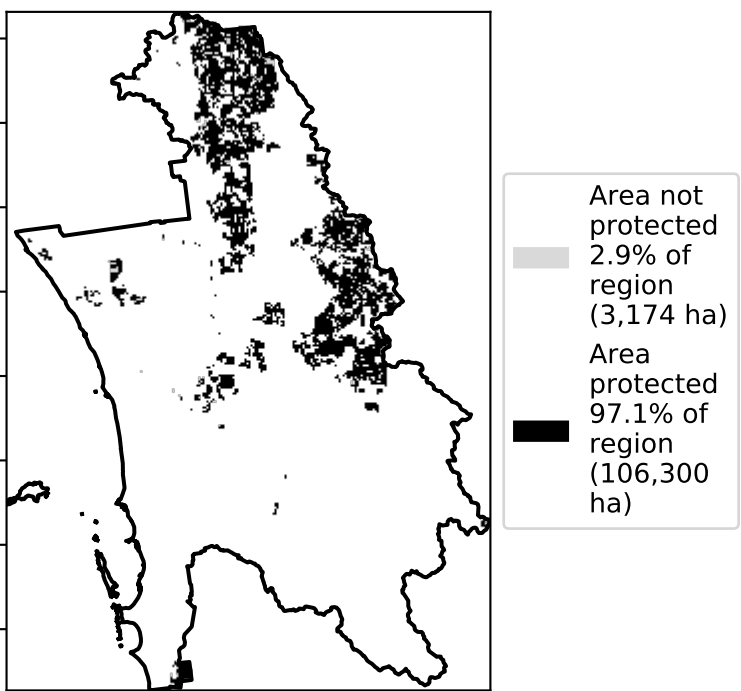 Area not
protected
2.9% of
region
(3,174 ha)
Area
protected
97.1% of
region
(106,300
ha)